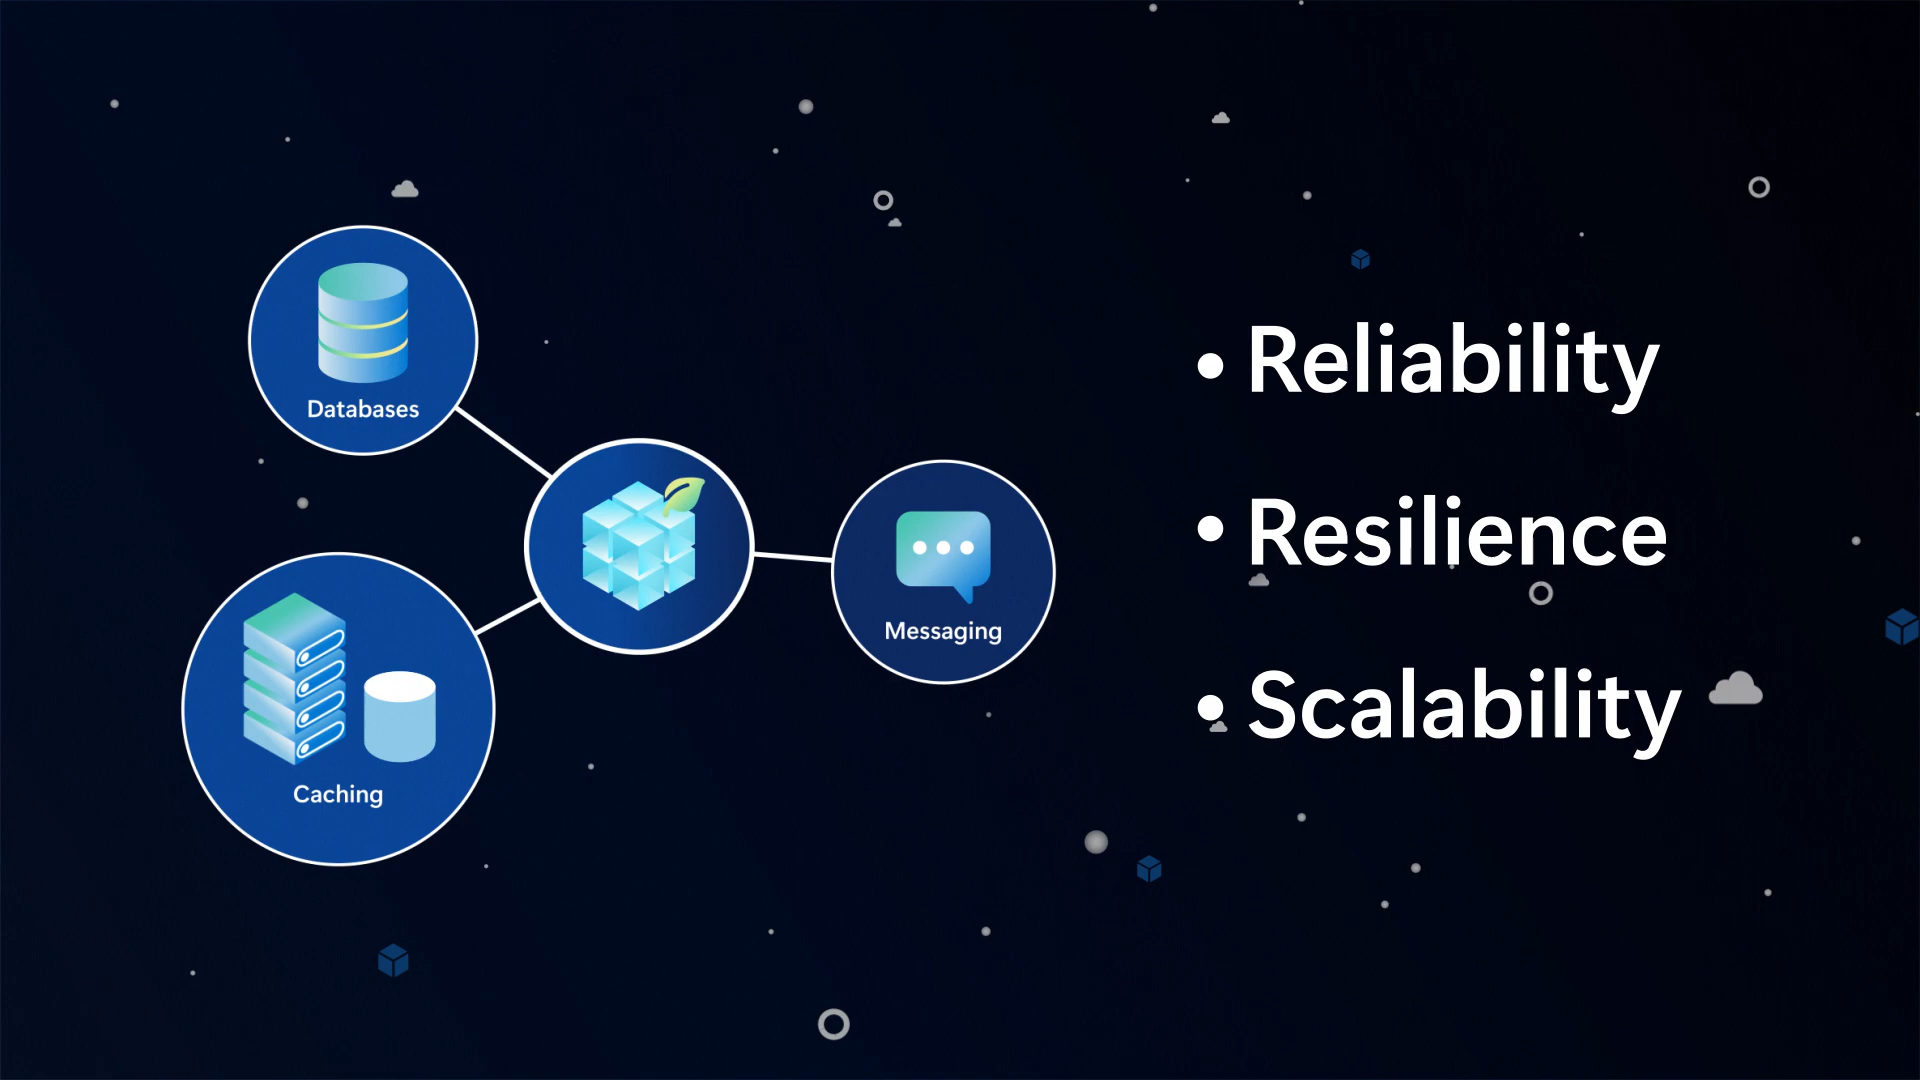 Databases
Caching
Messaging
• Reliability
• Resilience
• Scalability